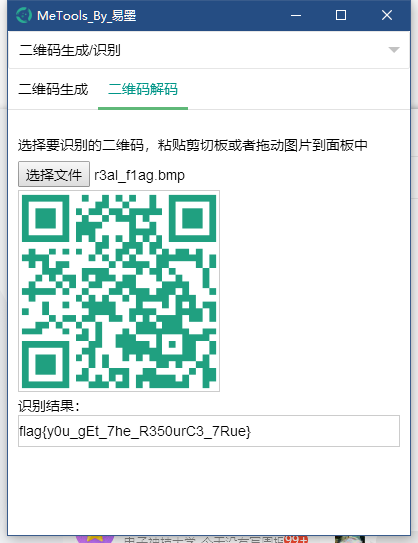 MeTools_By_易墨
二维码生成/识别
二维码生成 二维码解码
选择要识别的二维码，粘贴剪切板或者拖动图片到面板中
选择文件 r3al_f1ag.bmp
识别结果：
flag{y0u_gEt_7he_R350urC3_7Rue}
99+